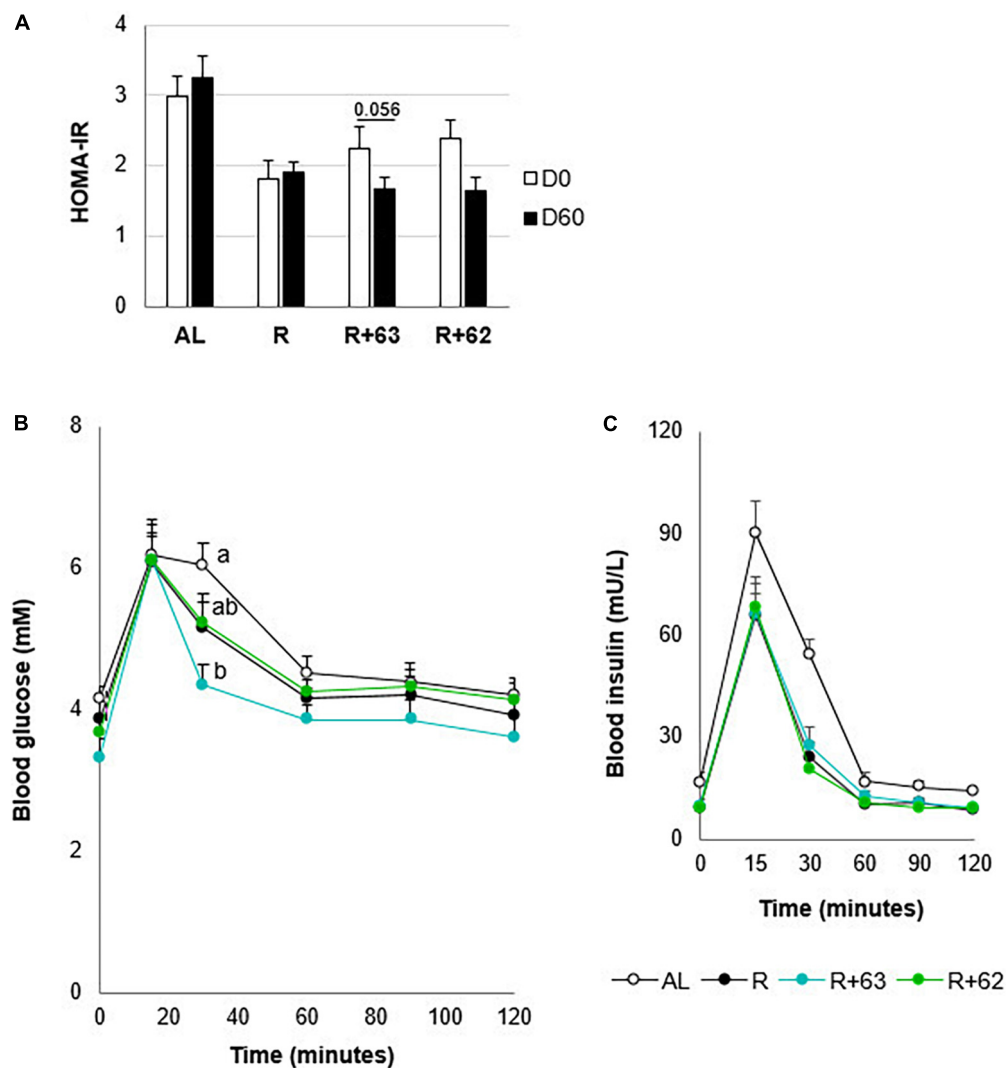 A
4
3
2
1
0
HOMA-IR
0.056
D0
D60
AL R R+63 R+62
B
8
6
4
2
0
Blood glucose (mM)
a
ab
b
0 20 40 60 80 100 120
Time (minutes)
C
120
90
60
30
0
Blood insulin (mU/L)
0 15 30 60 90 120
Time (minutes)
AL R R+63 R+62